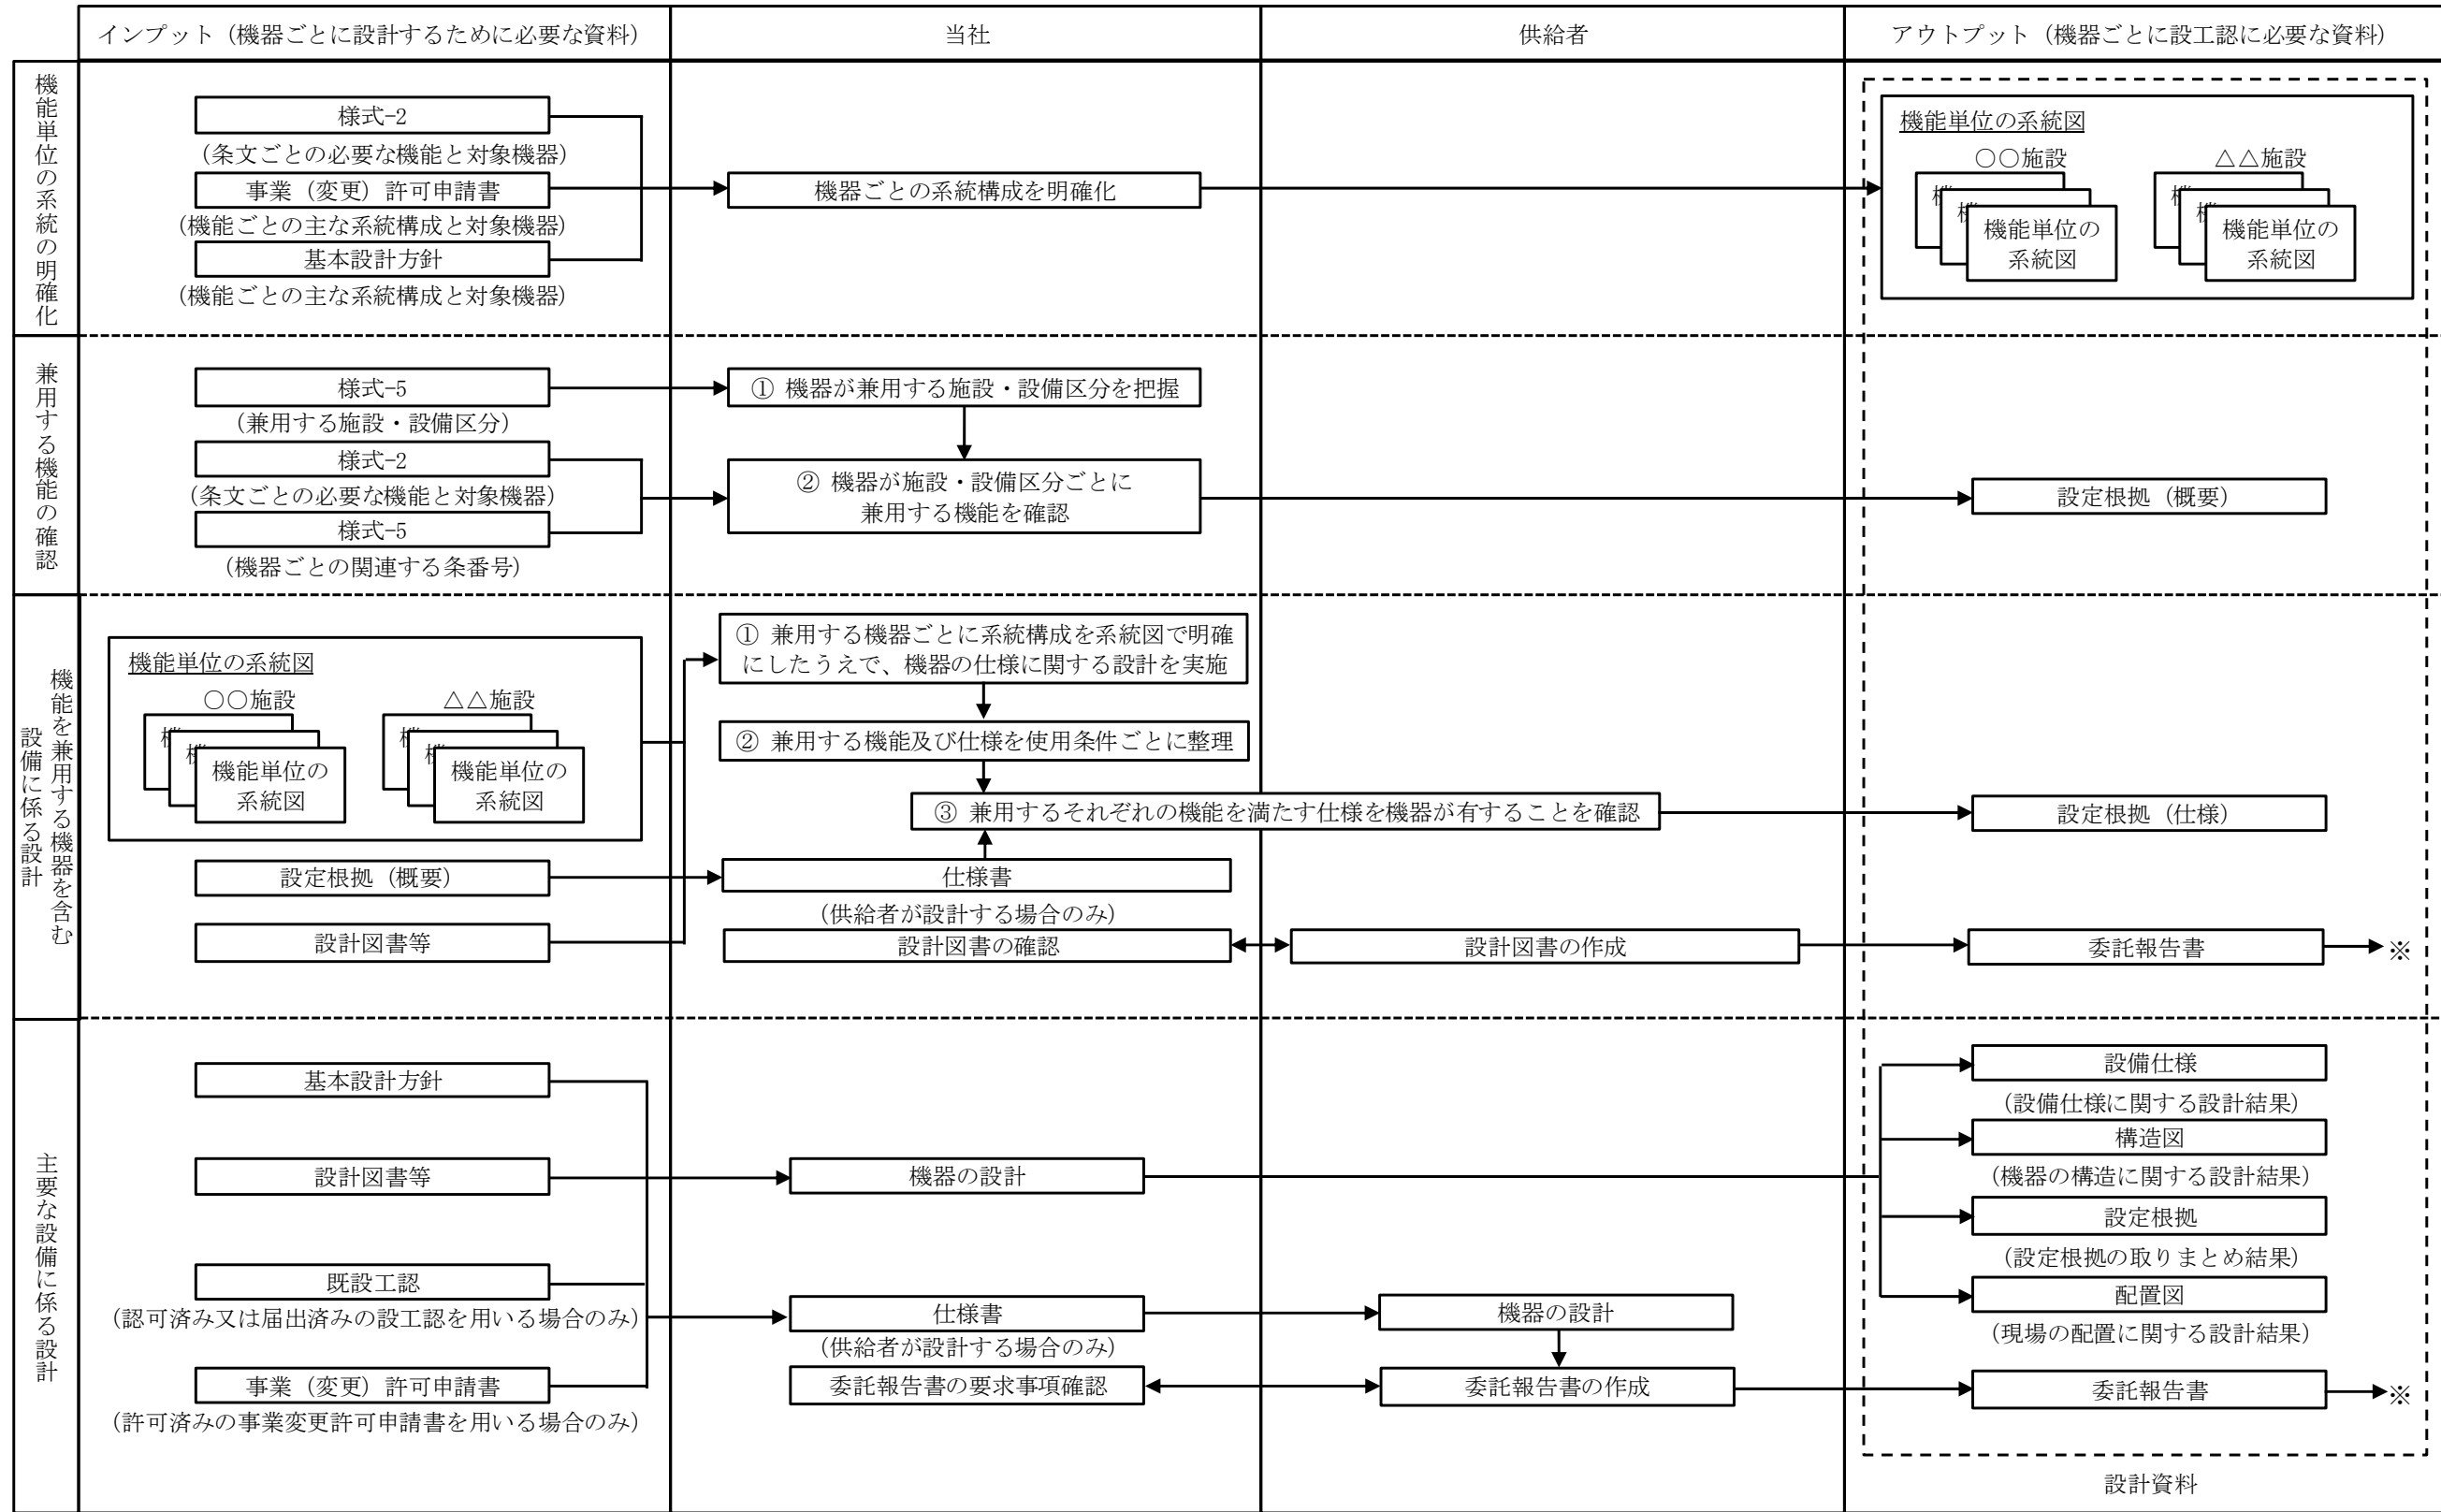 インプット（機器ごとに設計するために必要な資料）
当社
供給者
アウトプット（機器ごとに設工認に必要な資料）
機能単位の系統の明確化
様式-2
（条文ごとの必要な機能と対象機器）
事業（変更）許可申請書
（機能ごとの主な系統構成と対象機器）
基本設計方針
（機能ごとの主な系統構成と対象機器）
機器ごとの系統構成を明確化
機能単位の系統図
○○施設
△△施設
機
機
機能単位の
系統図
機
機
機能単位の
系統図
兼用する機能の確認
様式-5
（兼用する施設・設備区分）
様式-2
（条文ごとの必要な機能と対象機器）
様式-5
（機器ごとの関連する条番号）
① 機器が兼用する施設・設備区分を把握
② 機器が施設・設備区分ごとに
兼用する機能を確認
設定根拠（概要）
機能を兼用する機器を含む
設備に係る設計
機能単位の系統図
○○施設
△△施設
機
機
機能単位の
系統図
機
機
機能単位の
系統図
設定根拠（概要）
設計図書等
① 兼用する機器ごとに系統構成を系統図で明確
にしたうえで、機器の仕様に関する設計を実施
② 兼用する機能及び仕様を使用条件ごとに整理
③ 兼用するそれぞれの機能を満たす仕様を機器が有することを確認
仕様書
（供給者が設計する場合のみ）
設計図書の確認
設計図書の作成
設定根拠（仕様）
委託報告書
※
主要な設備に係る設計
基本設計方針
設計図書等
既設工認
（認可済み又は届出済みの設工認を用いる場合のみ）
事業（変更）許可申請書
（許可済みの事業変更許可申請書を用いる場合のみ）
機器の設計
仕様書
（供給者が設計する場合のみ）
委託報告書の要求事項確認
機器の設計
委託報告書の作成
設備仕様
（設備仕様に関する設計結果）
構造図
（機器の構造に関する設計結果）
設定根拠
（設定根拠の取りまとめ結果）
配置図
（現場の配置に関する設計結果）
委託報告書
※
設計資料